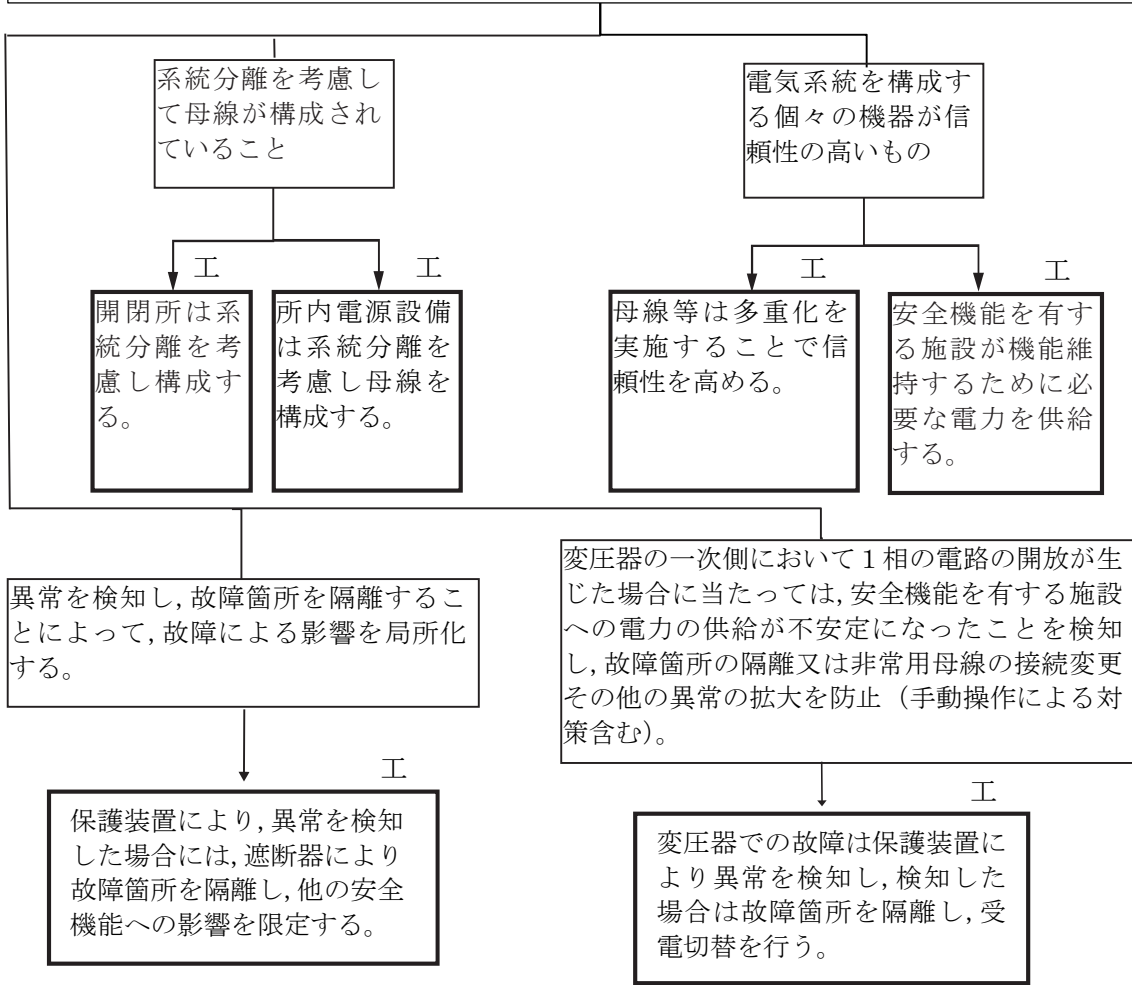 系統分離を考慮し
て母線が構成され
ていること
電気系統を構成す
る個々の機器が信
頼性の高いもの
工
開閉所は系
統分離を考
慮し構成す
る。
工
所内電源設備
は系統分離を
考慮し母線を
構成する。
工
母線等は多重化を
実施することで信
頼性を高める。
工
安全機能を有す
る施設が機能維
持するために必
要な電力を供給
する。
異常を検知し,故障箇所を隔離するこ
とによって,故障による影響を局所化
する。
変圧器の一次側において1相の電路の開放が生
じた場合に当たっては,安全機能を有する施設
への電力の供給が不安定になったことを検知
し,故障箇所の隔離又は非常用母線の接続変更
その他の異常の拡大を防止(手動操作による対
策含む)。
工
保護装置により,異常を検知
した場合には,遮断器により
故障箇所を隔離し,他の安全
機能への影響を限定する。
工
変圧器での故障は保護装置に
より異常を検知し,検知した
場合は故障箇所を隔離し,受
電切替を行う。